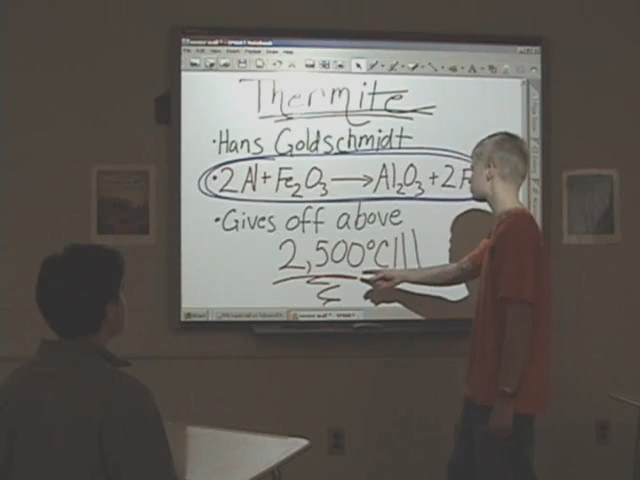 Thermite
•Hans Goldschmidt
•2Al+Fe₂O₃→Al₂O₃+2F
•Gives off above
2,500°C!!!